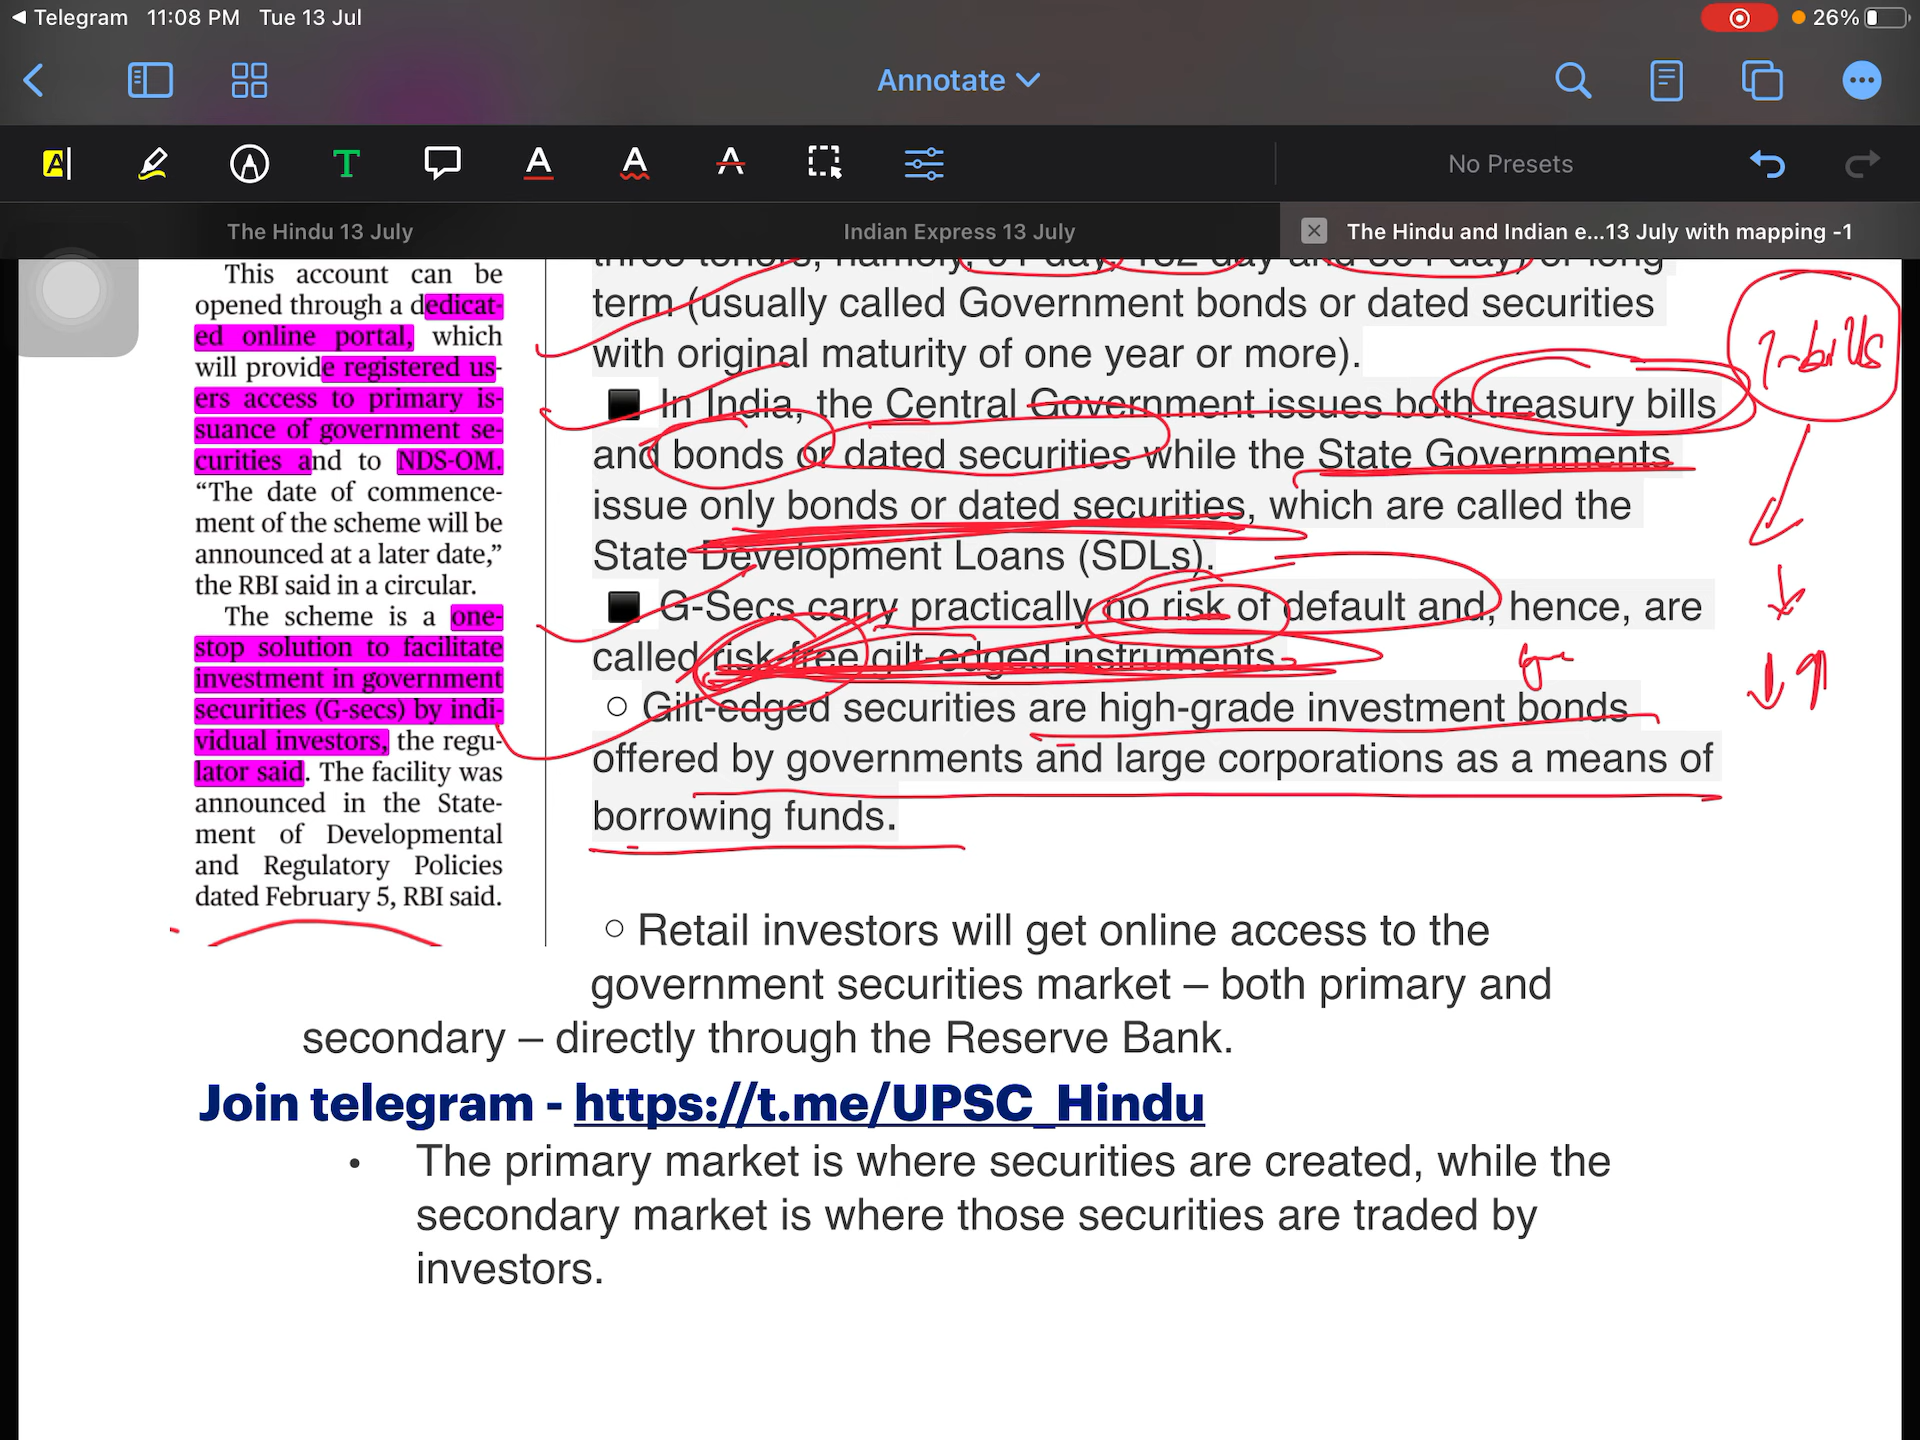 Telegram 11:08 PM Tue 13 Jul
26%
Annotate
A
T
A
A
A
No Presets
The Hindu 13 July
Indian Express 13 July
The Hindu and Indian e...13 July with mapping -1
This account can be
opened through a dedicat-
ed online portal, which
will provide registered us-
ers access to primary is-
suance of government se-
curities and to NDS-OM.
“The date of commence-
ment of the scheme will be
announced at a later date,”
the RBI said in a circular.
The scheme is a one-
stop solution to facilitate
investment in government
securities (G-secs) by indi-
vidual investors, the regu-
lator said. The facility was
announced in the State-
ment of Developmental
and Regulatory Policies
dated February 5, RBI said.
term (usually called Government bonds or dated securities
with original maturity of one year or more).
In India, the Central Government issues both treasury bills
and bonds or dated securities while the State Governments
issue only bonds or dated securities, which are called the
State Development Loans (SDLs).
G-Secs carry practically no risk of default and, hence, are
called risk-free gilt-edged instruments.
Gilt-edged securities are high-grade investment bonds
offered by governments and large corporations as a means of
borrowing funds.
T-bills
Retail investors will get online access to the
government securities market – both primary and
secondary – directly through the Reserve Bank.
Join telegram - https://t.me/UPSC_Hindu
• The primary market is where securities are created, while the
secondary market is where those securities are traded by
investors.